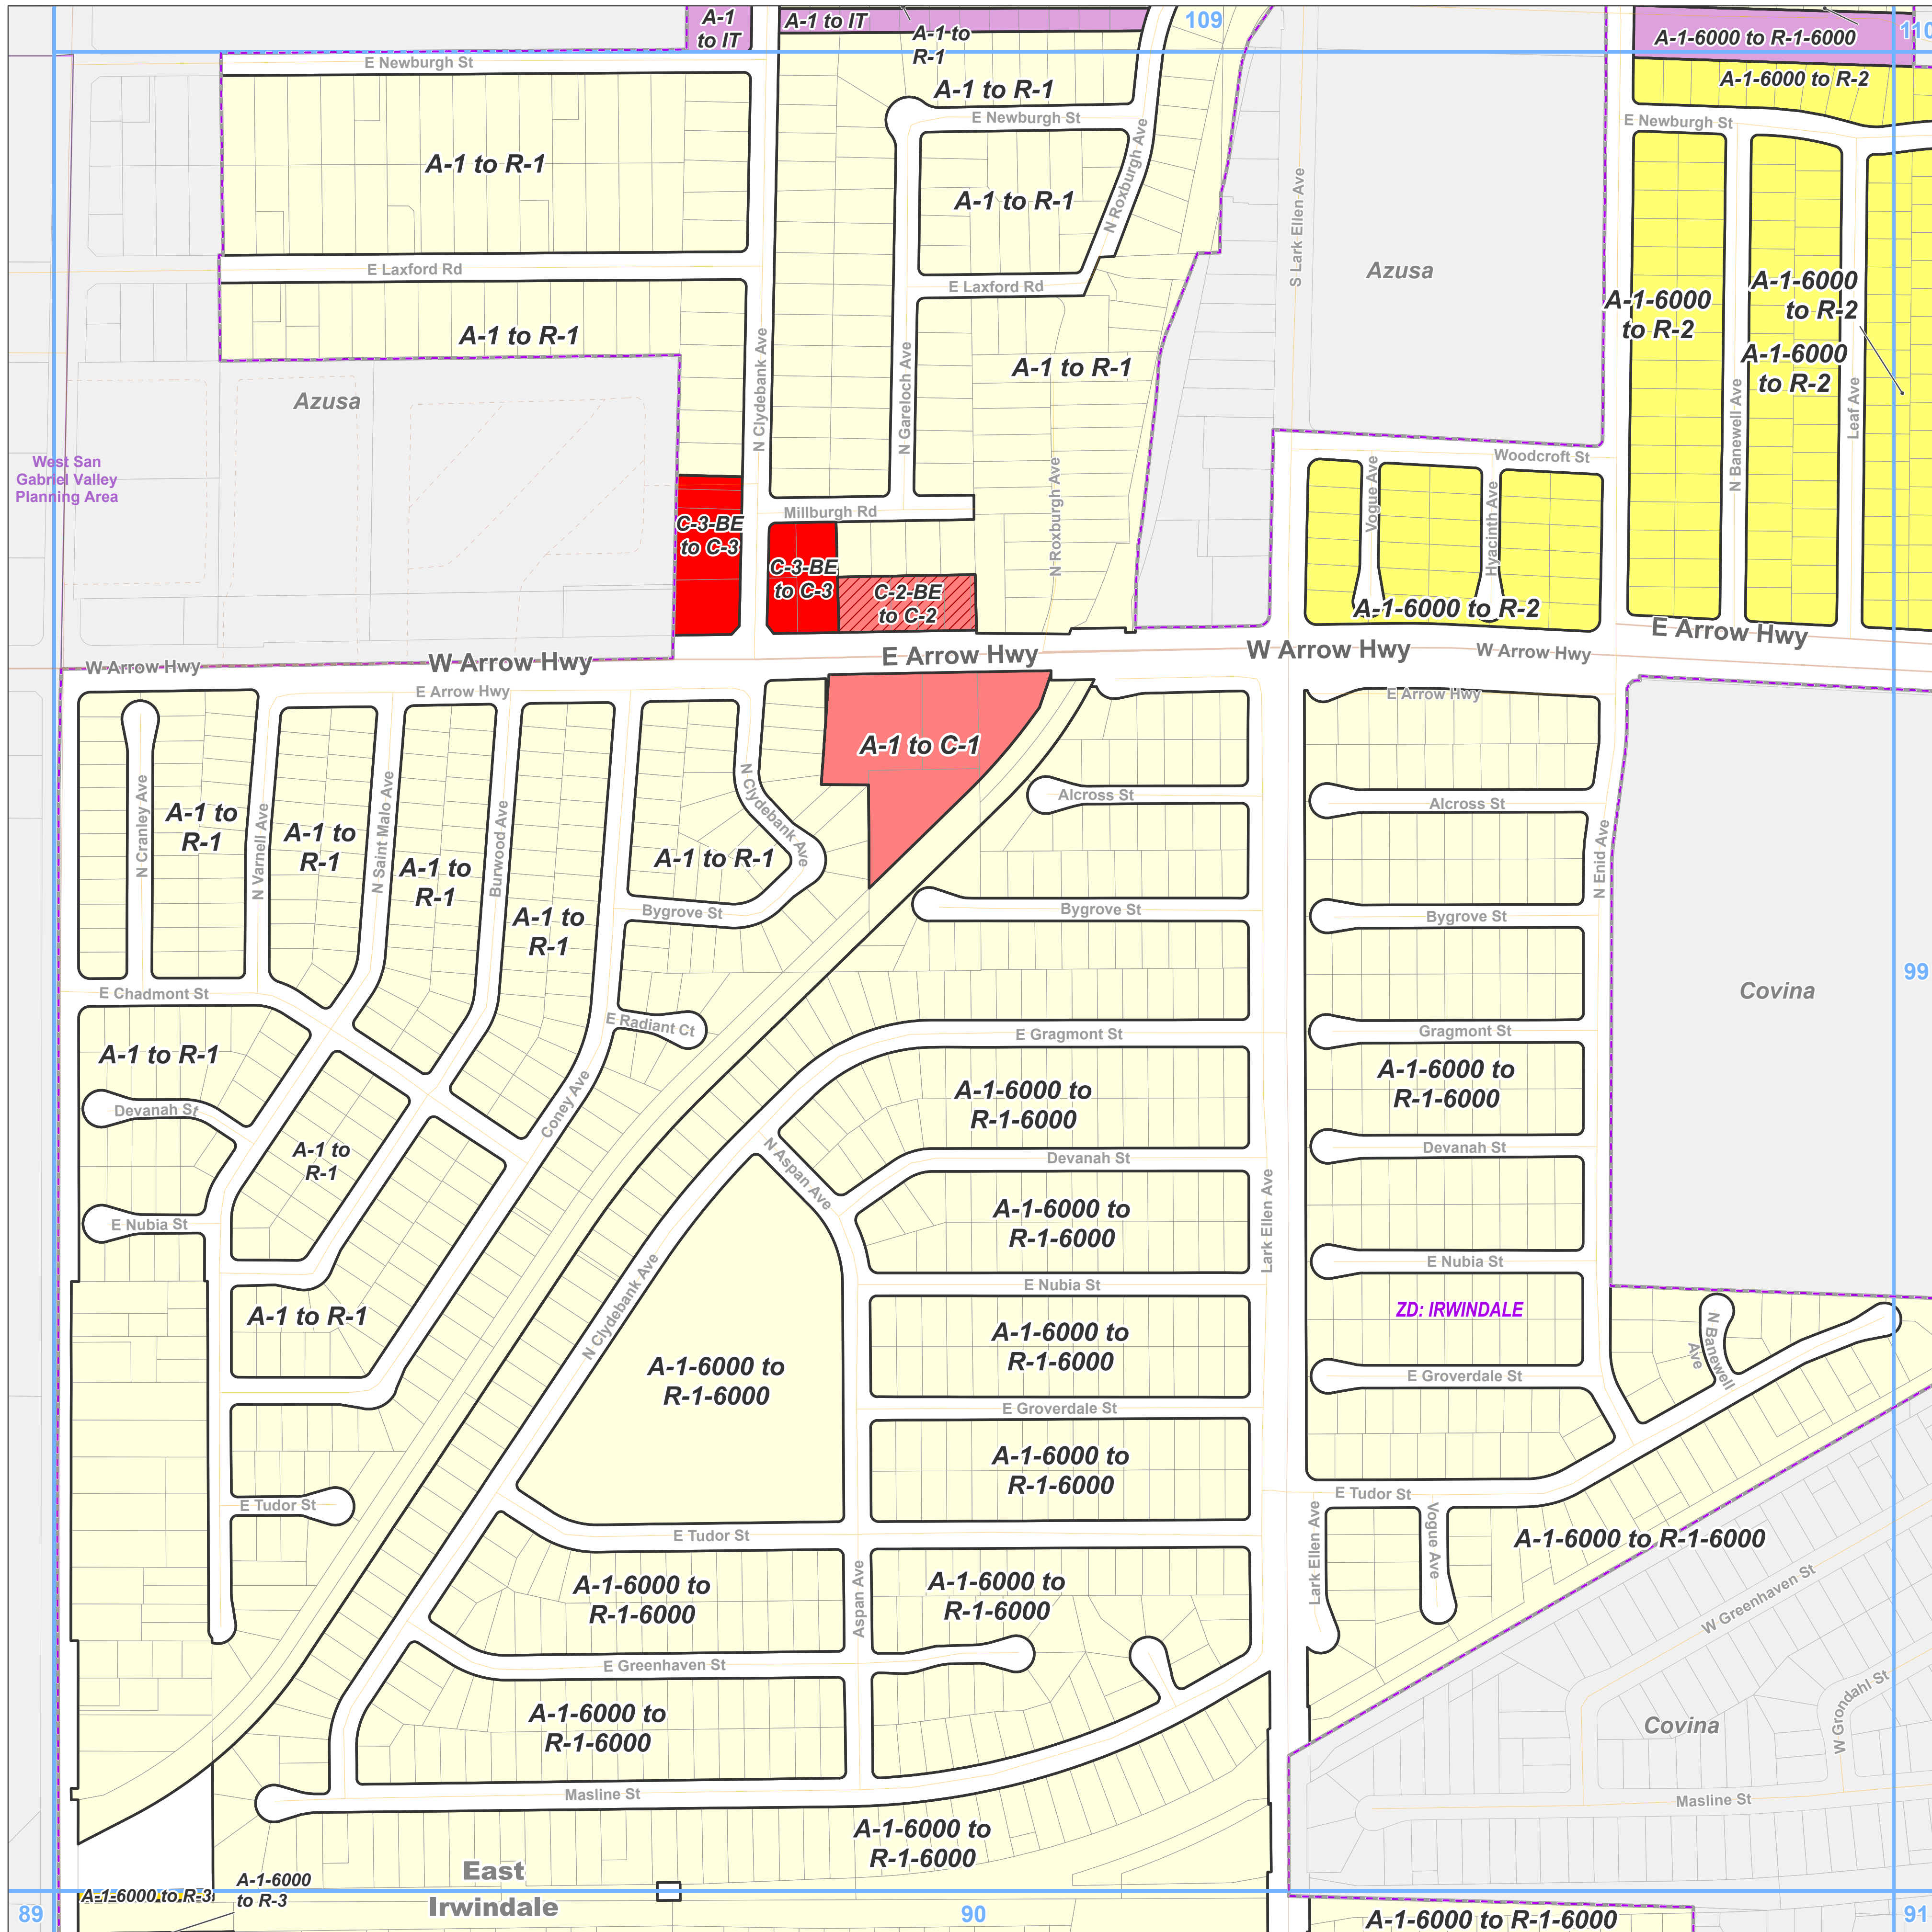 A-1
to IT
A-1 to IT
A-1 to
R-1
109
110
A-1-6000 to R-1-6000
A-1-6000 to R-2
E Newburgh St
A-1 to R-1
E Newburgh St
E Newburgh St
A-1 to R-1
A-1 to R-1
N Roxburgh Ave
S Lark Ellen Ave
Azusa
E Laxford Rd
E Laxford Rd
A-1-6000
to R-2
A-1-6000
to R-2
A-1-6000
to R-2
A-1 to R-1
A-1 to R-1
N Clydebank Ave
N Gareloch Ave
N Banewell Ave
Leaf Ave
Azusa
West San
Gabriel Valley
Planning Area
Woodcroft St
Vogue Ave
Hyacinth Ave
N Roxburgh Ave
Millburgh Rd
C-3-BE
to C-3
C-3-BE
to C-3
C-2-BE
to C-2
A-1-6000 to R-2
W Arrow Hwy
W Arrow Hwy
E Arrow Hwy
W Arrow Hwy
W Arrow Hwy
E Arrow Hwy
E Arrow Hwy
E Arrow Hwy
A-1 to C-1
N Cranley Ave
A-1 to
R-1
N Varnell Ave
A-1 to
R-1
N Saint Malo Ave
A-1 to
R-1
Burwood Ave
A-1 to
R-1
A-1 to R-1
N Clydebank Ave
Alcross St
Alcross St
N Enid Ave
Bygrove St
Bygrove St
Bygrove St
99
Covina
E Chadmont St
E Radiant Ct
E Gragmont St
Gragmont St
A-1 to R-1
Devanah St
Coney Ave
A-1-6000 to
R-1-6000
A-1-6000 to
R-1-6000
A-1 to
R-1
N Aspan Ave
Devanah St
Devanah St
E Nubia St
A-1-6000 to
R-1-6000
Lark Ellen Ave
E Nubia St
E Nubia St
A-1 to R-1
N Clydebank Ave
A-1-6000 to
R-1-6000
ZD: IRWINDALE
N Banewell
Ave
A-1-6000 to
R-1-6000
E Groverdale St
E Groverdale St
A-1-6000 to
R-1-6000
E Tudor St
E Tudor St
E Tudor St
Lark Ellen Ave
Vogue Ave
A-1-6000 to R-1-6000
A-1-6000 to
R-1-6000
Aspan Ave
A-1-6000 to
R-1-6000
W Greenhaven St
E Greenhaven St
A-1-6000 to
R-1-6000
W Grondahl St
Covina
Masline St
Masline St
A-1-6000 to
R-1-6000
East
Irwindale
A-1-6000 to R-3
A-1-6000
to R-3
89
90
A-1-6000 to R-1-6000
91